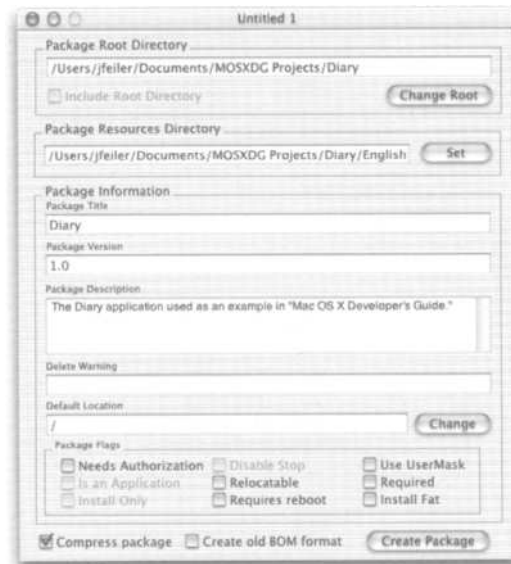 Untitled 1
Package Root Directory
/Users/jfeiler/Documents/MOSXDG Projects/Diary
Include Root Directory
Change Root
Package Resources Directory
/Users/jfeiler/Documents/MOSXDG Projects/Diary/English
Set
Package Information
Package Title
Diary
Package Version
1.0
Package Description
The Diary application used as an example in "Mac OS X Developer's Guide."
Delete Warning
Default Location
/
Change
Package Flags
Needs Authorization Disable Stop Use UserMask
Is an Application Relocatable Required
Install Only Requires reboot Install Fat
Compress package Create old BOM format Create Package